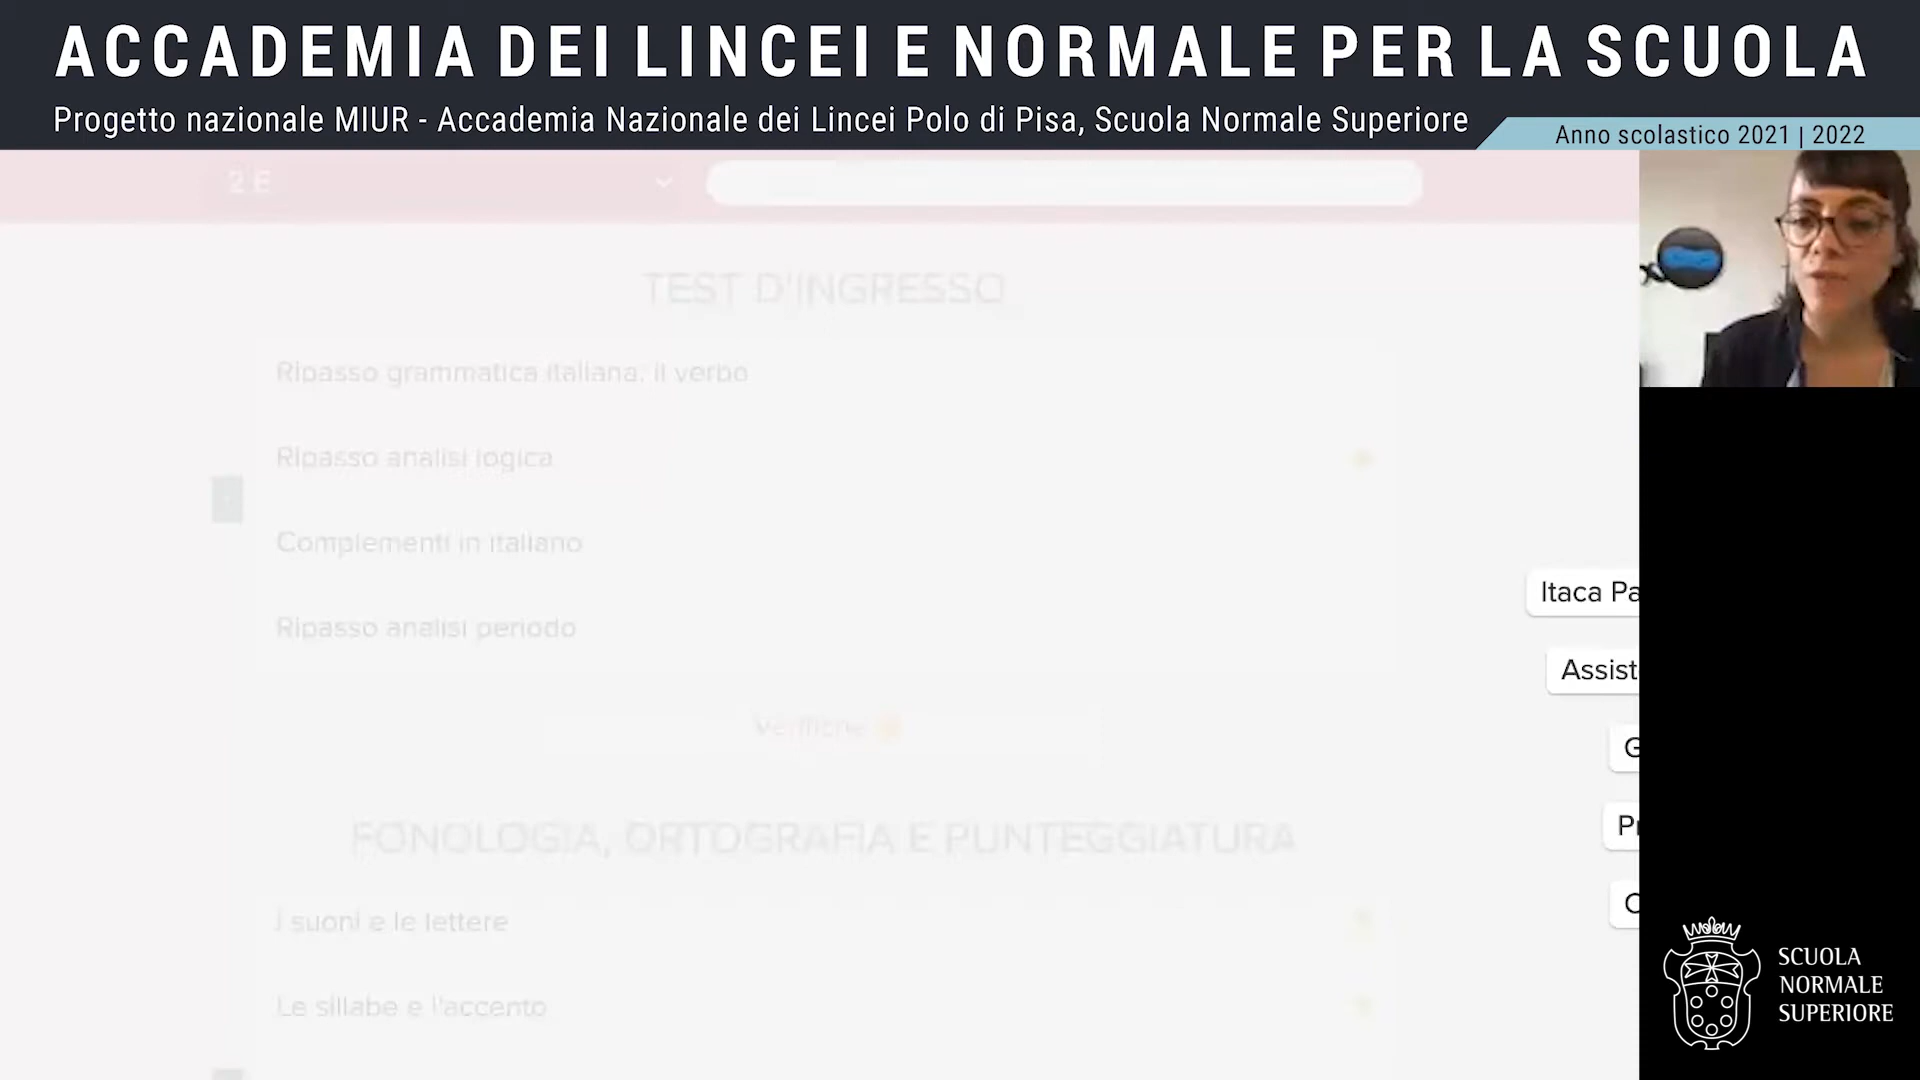 ACCADEMIA DEI LINCEI E NORMALE PER LA SCUOLA
Progetto nazionale MIUR - Accademia Nazionale dei Lincei Polo di Pisa, Scuola Normale Superiore
Anno scolastico 2021 | 2022
2 E
TEST D'INGRESSO
Ripasso grammatica italiana: il verbo
Ripasso analisi logica
Complementi in italiano
Ripasso analisi periodo
Verifiche
FONOLOGIA, ORTOGRAFIA E PUNTEGGIATURA
I suoni e le lettere
Le sillabe e l'accento
Itaca Pa
Assist
G
Pr
SCUOLA
NORMALE
SUPERIORE